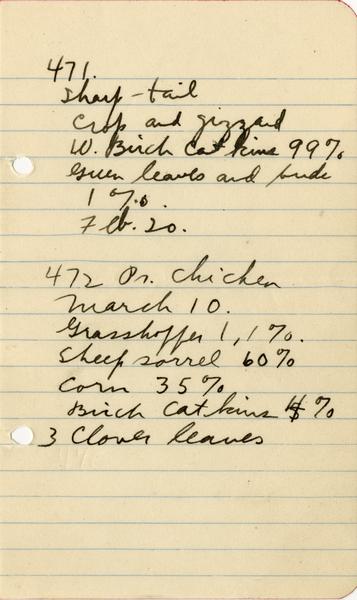 471.
Sharp-tail
Crop and gizzard
W. Birch Catkins 99%
Green leaves and buds
1%.
Feb. 20.
472 Pr. Chicken
March 10.
Grasshopper 1, 1%.
Sheep sorrel 60%
Corn 35%
Birch Catkins 4%
3 Clover leaves